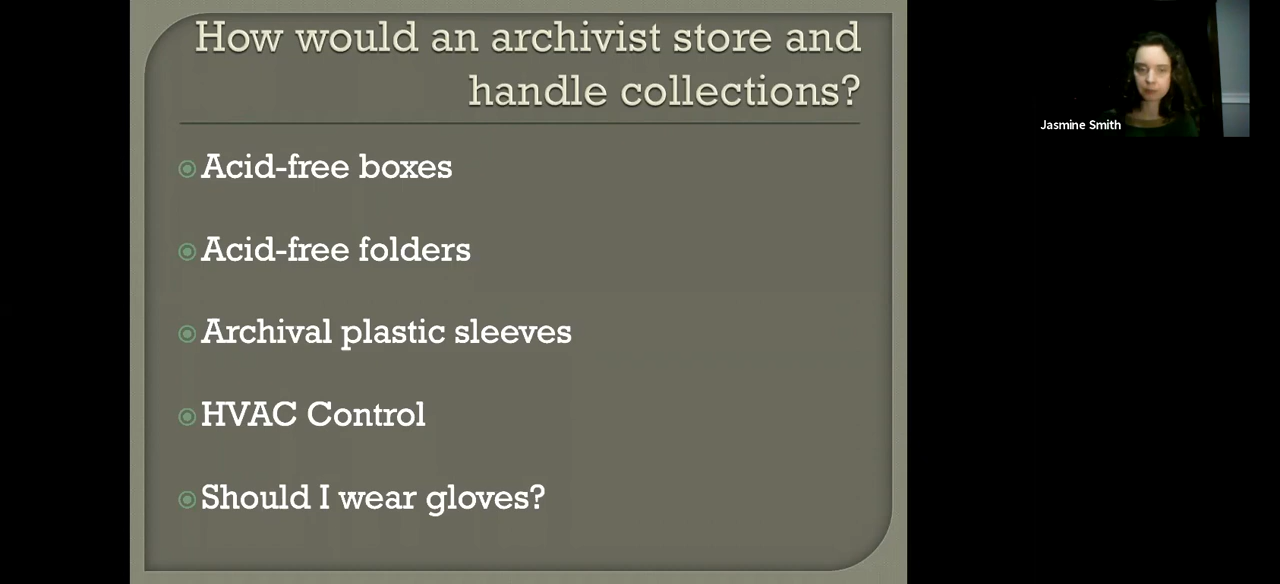 How would an archivist store and
handle collections?
Acid-free boxes
Acid-free folders
Archival plastic sleeves
HVAC Control
Should I wear gloves?
Jasmine Smith